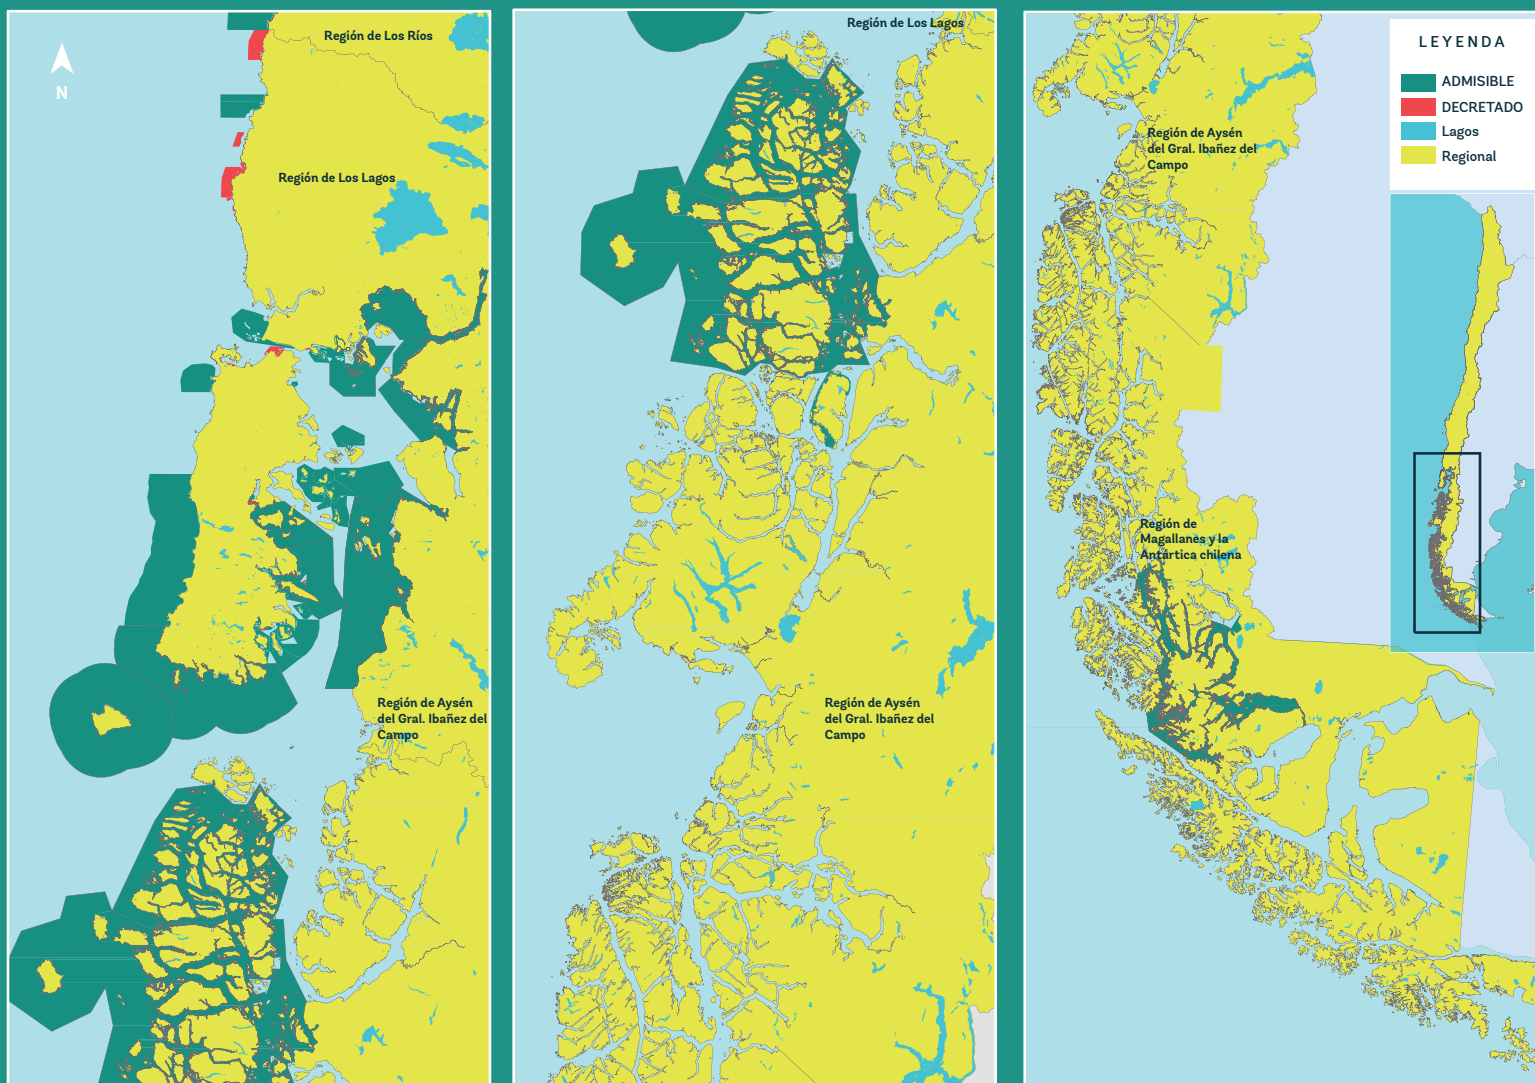 Región de Los Ríos
N
Región de Los Lagos
Región de Aysén
del Gral. Ibañez del
Campo
Región de Los Lagos
Región de Aysén
del Gral. Ibañez del
Campo
Región de Aysén
del Gral. Ibañez del
Campo
Región de
Magallanes y la
Antártica chilena
LEYENDA
ADMISIBLE
DECRETADO
Lagos
Regional